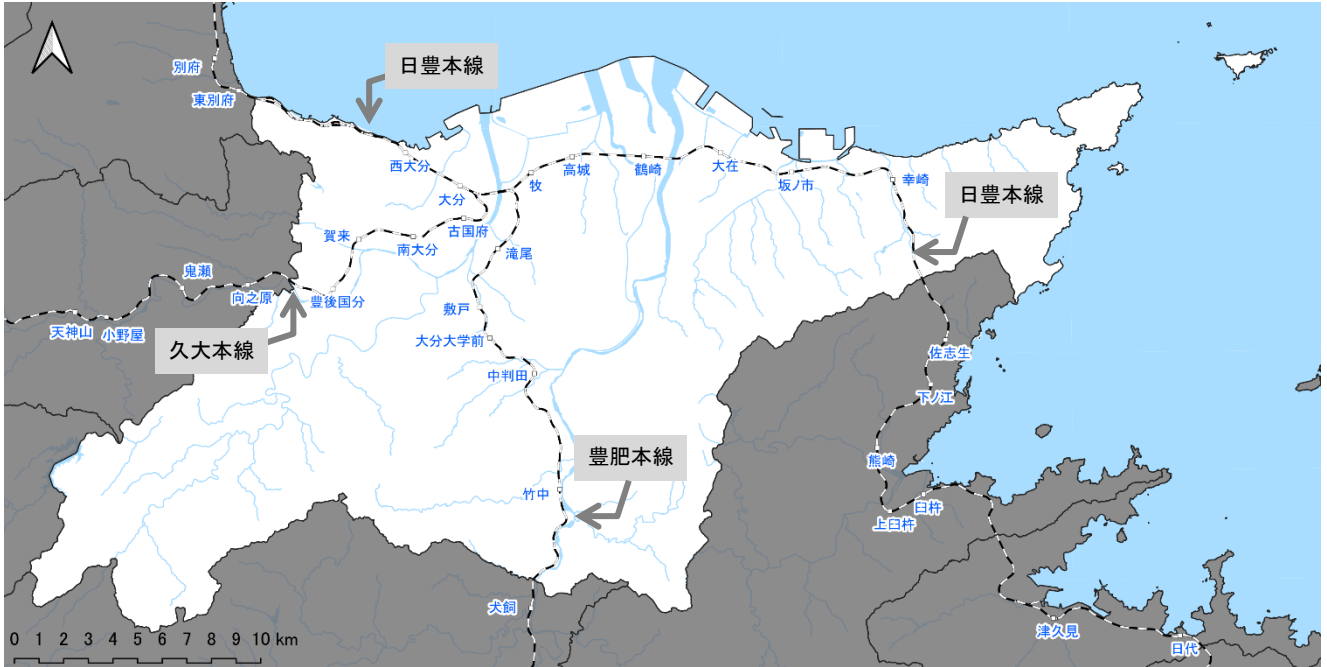 日豊本線
別府
東別府
西大分
大分
牧
高城
鶴崎
大在
坂ノ市
幸崎
日豊本線
賀来
南大分
古国府
滝尾
鬼瀬
向之原
豊後国分
天神山
小野屋
久大本線
敷戸
大分大学前
中判田
佐志生
下ノ江
豊肥本線
熊崎
竹中
上臼杵
臼杵
犬飼
津久見
日代
0 1 2 3 4 5 6 7 8 9 10 km